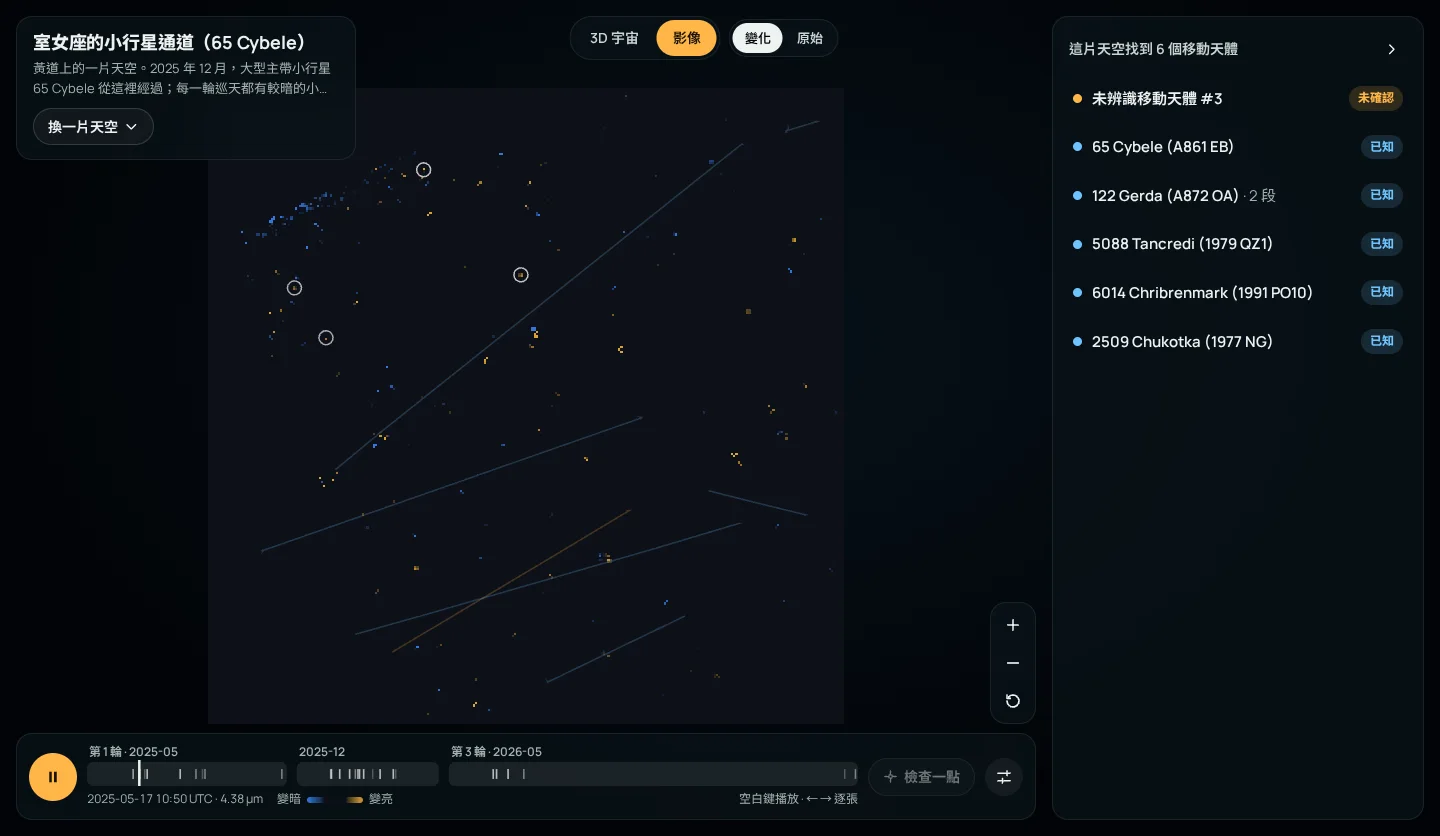 室女座的小行星通道（65 Cybele）
黃道上的一片天空。2025 年 12 月，大型主帶小行星
65 Cybele 從這裡經過；每一輪巡天都有較暗的小…
換一片天空
3D 宇宙
影像
變化
原始
這片天空找到 6 個移動天體
未辨識移動天體 #3
未確認
65 Cybele (A861 EB)
已知
122 Gerda (A872 OA) · 2 段
已知
5088 Tancredi (1979 QZ1)
已知
6014 Chribrenmark (1991 PO10)
已知
2509 Chukotka (1977 NG)
已知
第 1 輪 · 2025-05
2025-12
第 3 輪 · 2026-05
2025-05-17 10:50 UTC · 4.38 μm
變暗
變亮
空白鍵播放 · ←→ 逐張
檢查一點